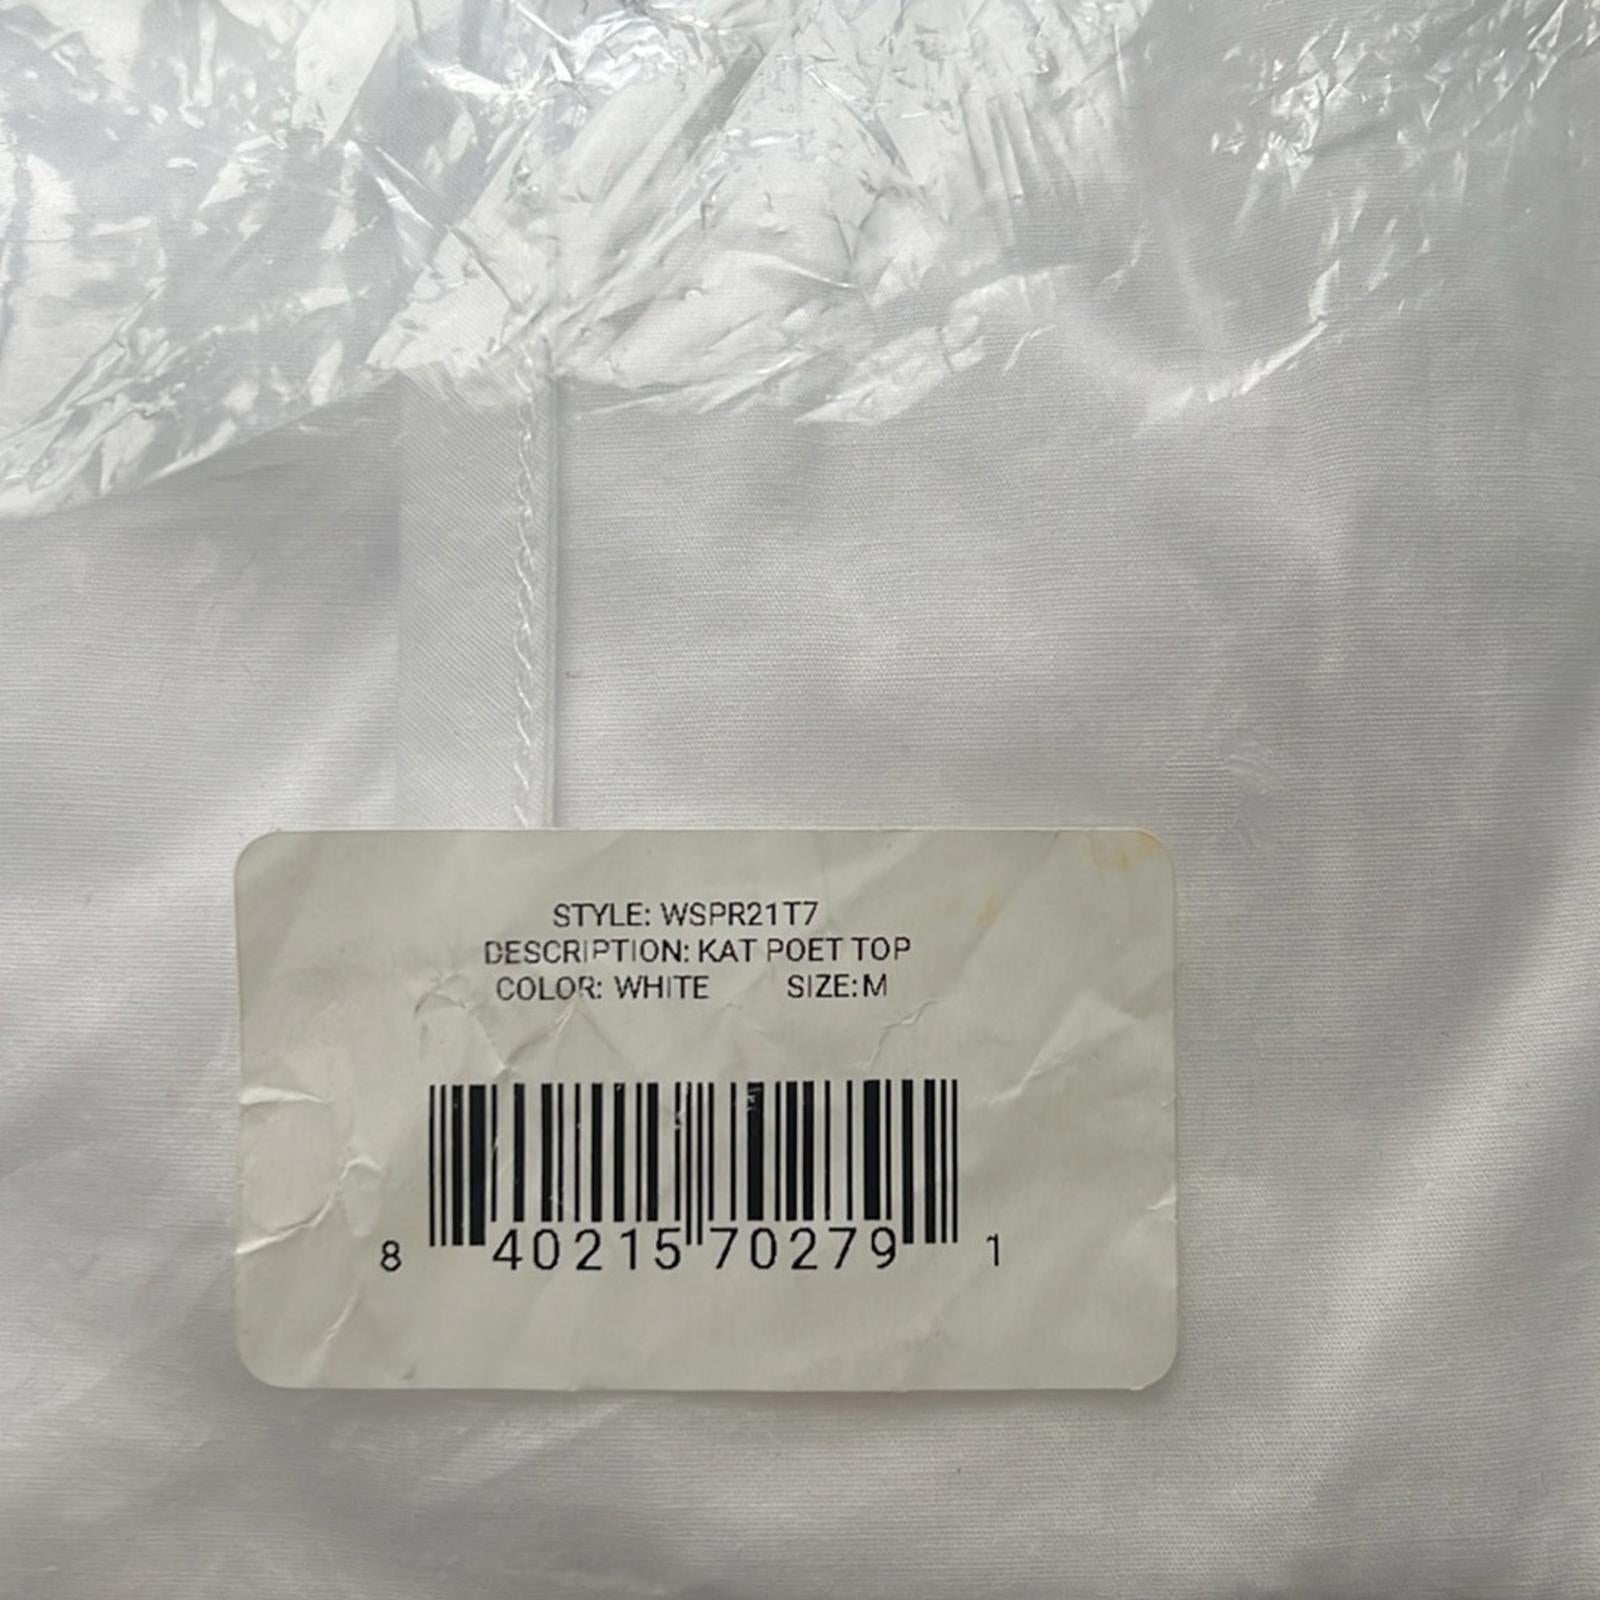 STYLE: WSPR21T7
DESCRIPTION: KAT POET TOP
COLOR: WHITE SIZE:M
8 40215 70279 1